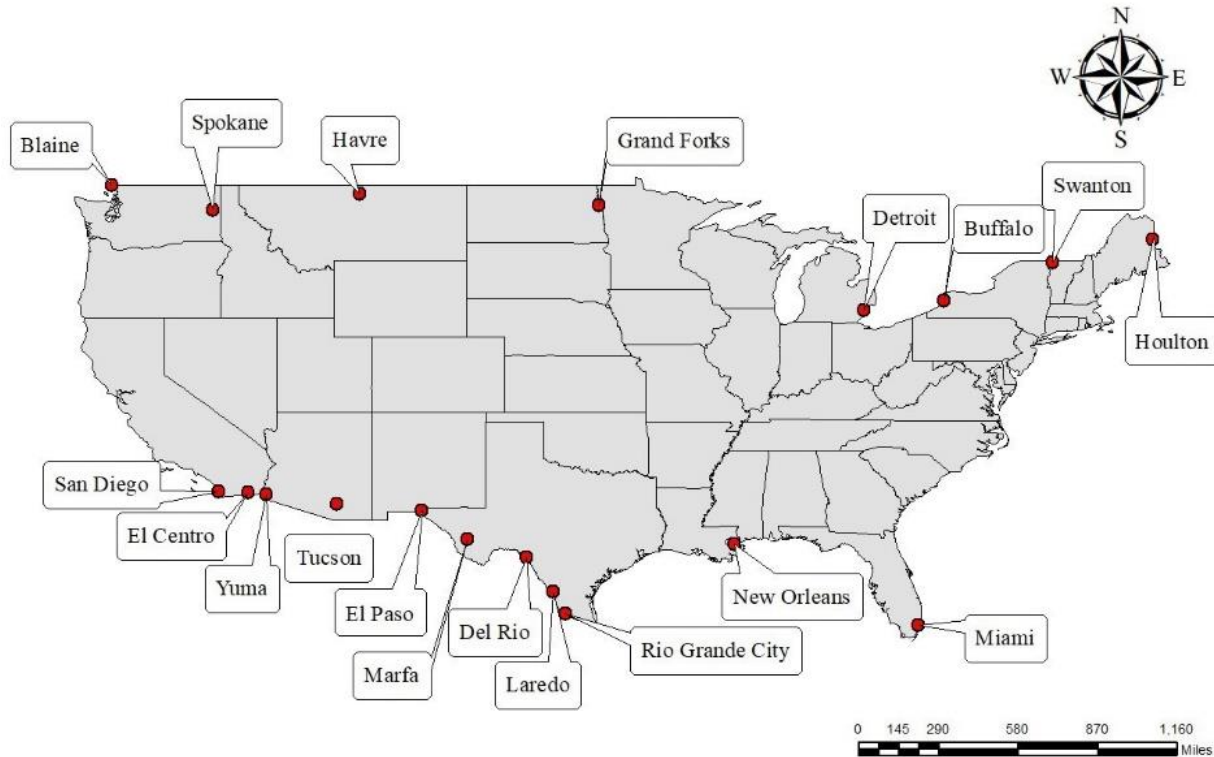 N
W E
S
Blaine
Spokane
Havre
Grand Forks
Detroit
Buffalo
Swanton
Houlton
San Diego
El Centro
Yuma
Tucson
El Paso
Marfa
Del Rio
Laredo
Rio Grande City
New Orleans
Miami
0 145 290 580 870 1,160
Miles